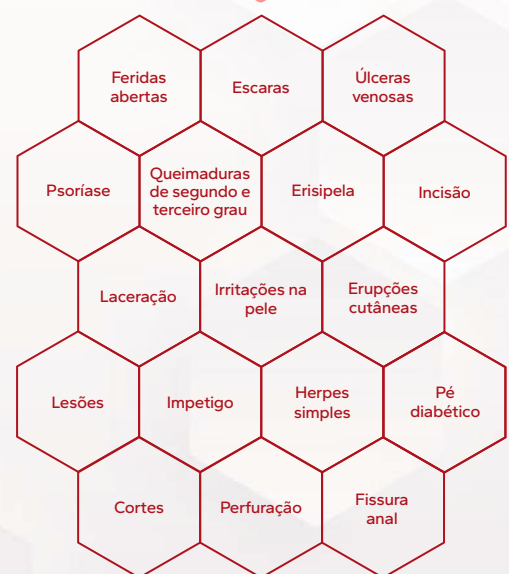 Feridas
abertas
Escaras
Úlceras
venosas
Psoríase
Queimaduras
de segundo e
terceiro grau
Erisipela
Incisão
Laceração
Irritações na
pele
Erupções
cutâneas
Lesões
Impetigo
Herpes
simples
Pé
diabético
Cortes
Perfuração
Fissura
anal